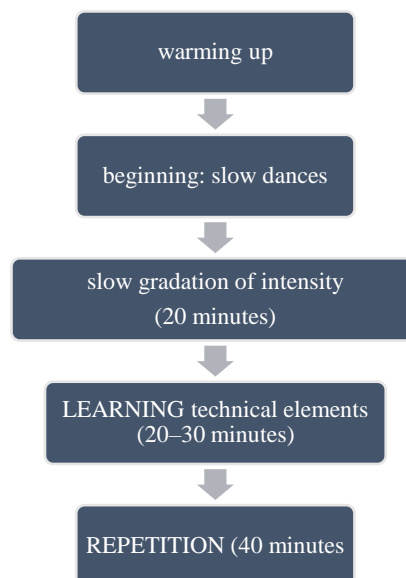 warming up
beginning: slow dances
slow gradation of intensity
(20 minutes)
LEARNING technical elements
(20–30 minutes)
REPETITION (40 minutes